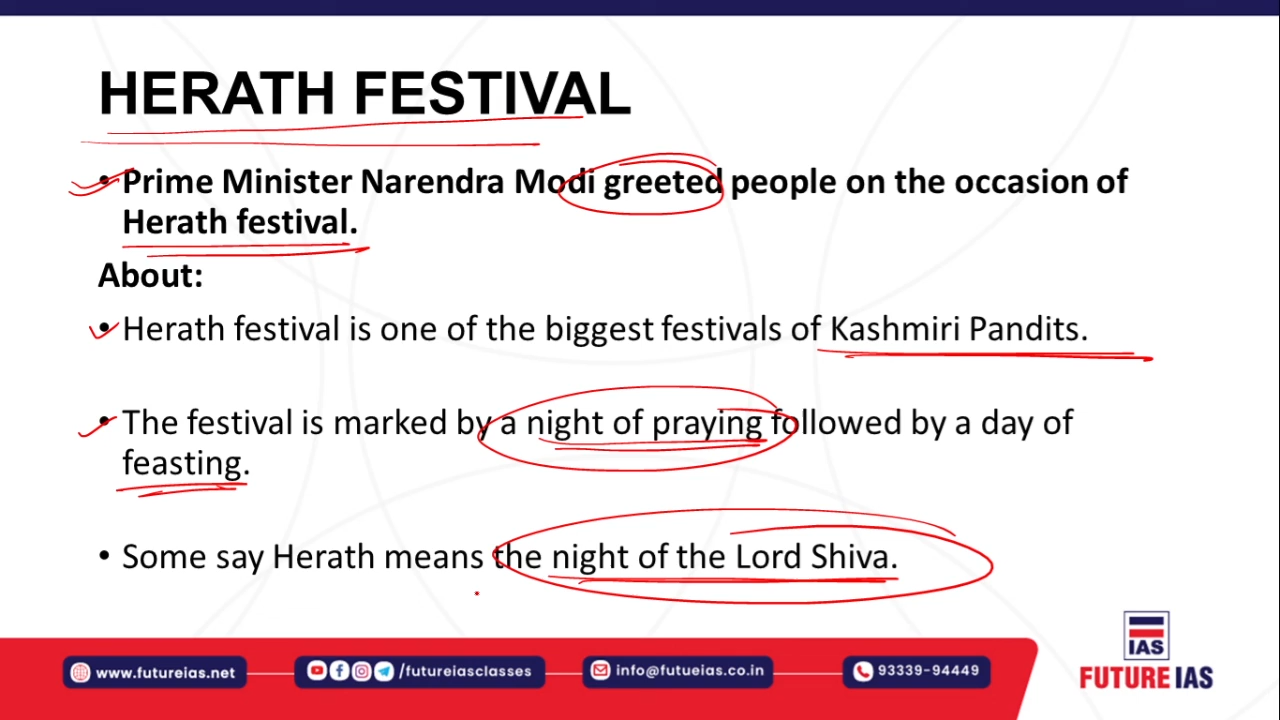 HERATH FESTIVAL
• Prime Minister Narendra Modi greeted people on the occasion of
Herath festival.
About:
• Herath festival is one of the biggest festivals of Kashmiri Pandits.
• The festival is marked by a night of praying followed by a day of
feasting.
• Some say Herath means the night of the Lord Shiva.
IAS
www.futureias.net
/futureiasclasses
info@futueias.co.in
93339-94449
FUTURE IAS